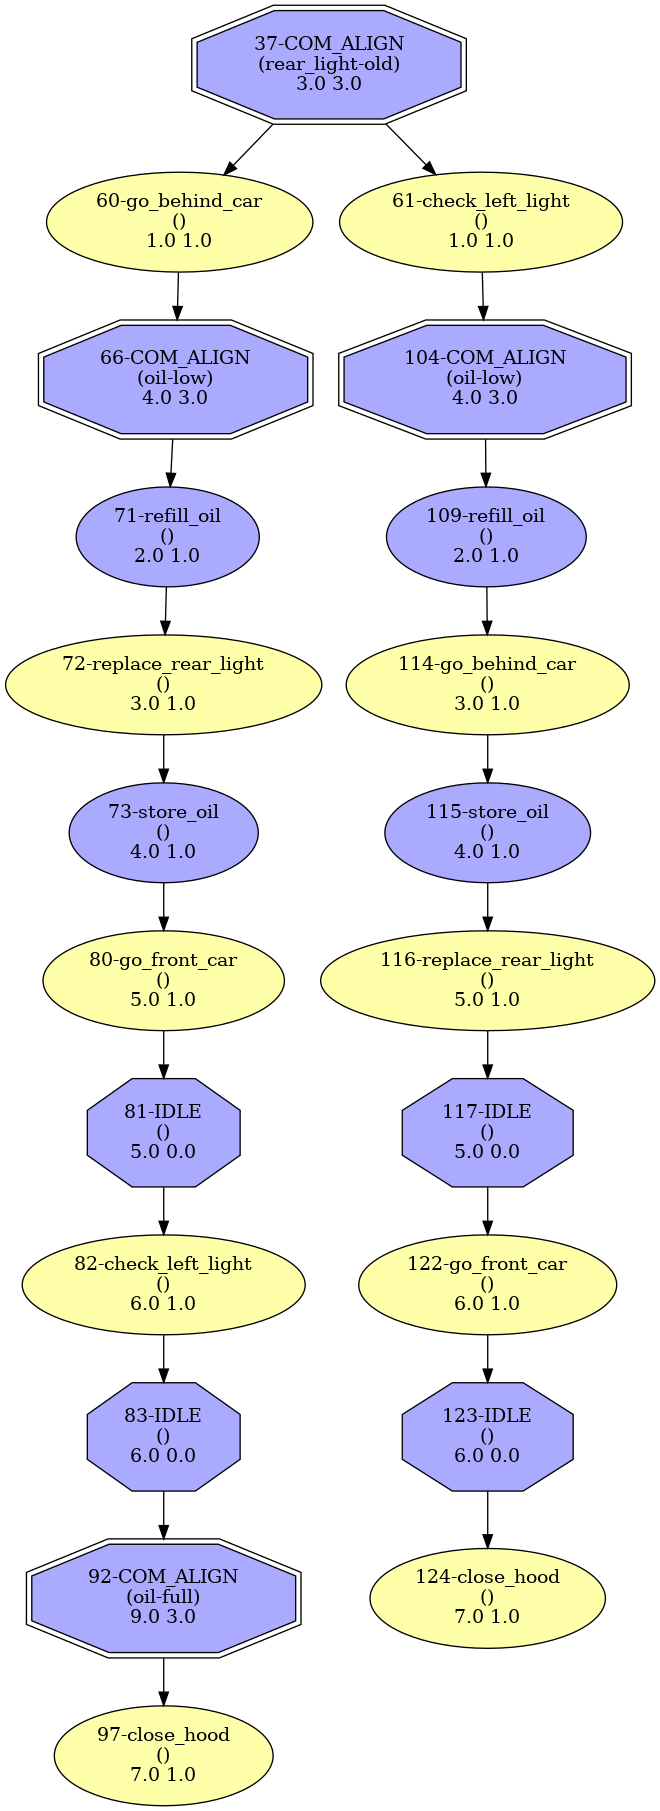 37-COM_ALIGN
(rear_light-old)
3.0 3.0
60-go_behind_car
()
1.0 1.0
61-check_left_light
()
1.0 1.0
66-COM_ALIGN
(oil-low)
4.0 3.0
104-COM_ALIGN
(oil-low)
4.0 3.0
71-refill_oil
()
2.0 1.0
109-refill_oil
()
2.0 1.0
72-replace_rear_light
()
3.0 1.0
114-go_behind_car
()
3.0 1.0
73-store_oil
()
4.0 1.0
115-store_oil
()
4.0 1.0
80-go_front_car
()
5.0 1.0
116-replace_rear_light
()
5.0 1.0
81-IDLE
()
5.0 0.0
117-IDLE
()
5.0 0.0
82-check_left_light
()
6.0 1.0
122-go_front_car
()
6.0 1.0
83-IDLE
()
6.0 0.0
123-IDLE
()
6.0 0.0
92-COM_ALIGN
(oil-full)
9.0 3.0
124-close_hood
()
7.0 1.0
97-close_hood
()
7.0 1.0